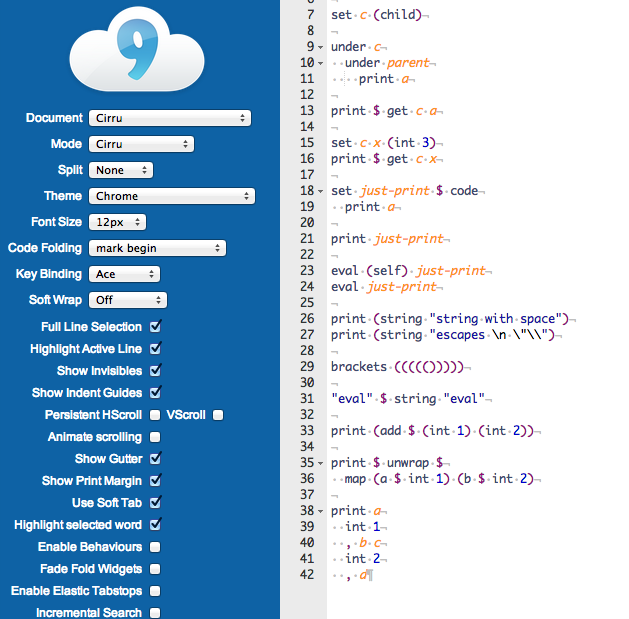 9
Document Cirru
Mode Cirru
Split None
Theme Chrome
Font Size 12px
Code Folding mark begin
Key Binding Ace
Soft Wrap Off
Full Line Selection
Highlight Active Line
Show Invisibles
Show Indent Guides
Persistent HScroll VScroll
Animate scrolling
Show Gutter
Show Print Margin
Use Soft Tab
Highlight selected word
Enable Behaviours
Fade Fold Widgets
Enable Elastic Tabstops
Incremental Search
7 set·c·(child)¬
8 ¬
9 under·c¬
10 ··under·parent¬
11 ····print·a¬
12 ¬
13 print·$·get·c·a¬
14 ¬
15 set·c·x·(int·3)¬
16 print·$·get·c·x¬
17 ¬
18 set·just-print·$·code¬
19 ··print·a¬
20 ¬
21 print·just-print¬
22 ¬
23 eval·(self)·just-print¬
24 eval·just-print¬
25 ¬
26 print·(string·"string·with·space")¬
27 print·(string·"escapes·\n·\"\\")¬
28 ¬
29 brackets·((((()))))¬
30 ¬
31 "eval"·$·string·"eval"¬
32 ¬
33 print·(add·$·(int·1)·(int·2))¬
34 ¬
35 print·$·unwrap·$¬
36 ··map·(a·$·int·1)·(b·$·int·2)¬
37 ¬
38 print·a¬
39 ··int·1¬
40 ··,·b·c¬
41 ··int·2¬
42 ··,·d¶